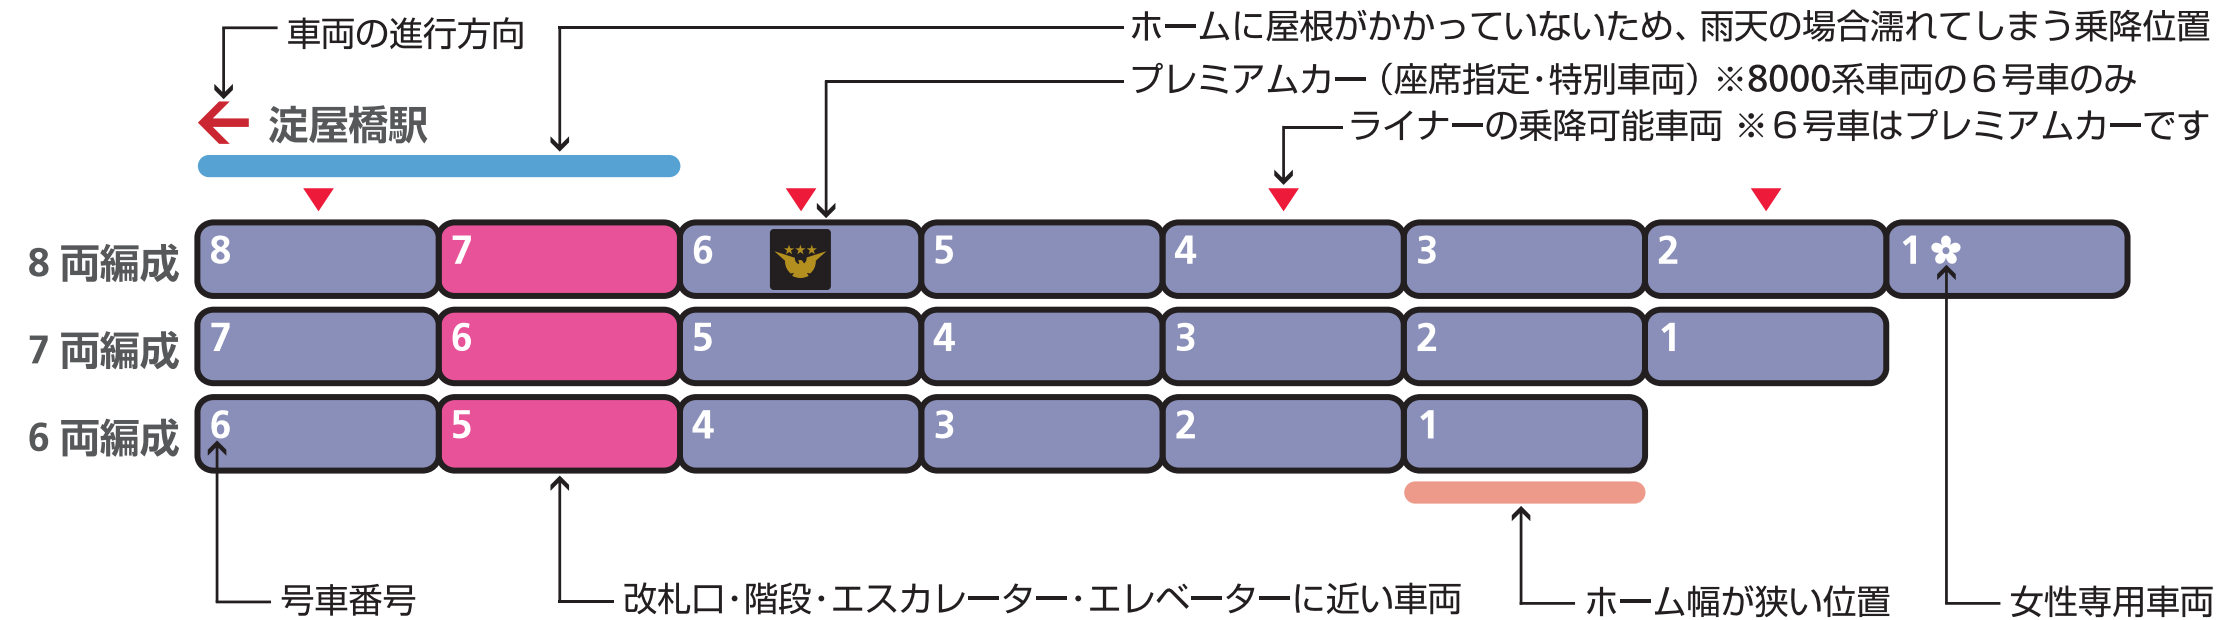 車両の進行方向
ホームに屋根がかかっていないため、雨天の場合濡れてしまう乗降位置
プレミアムカー（座席指定・特別車両）※8000系車両の６号車のみ
淀屋橋駅
ライナーの乗降可能車両 ※６号車はプレミアムカーです
8 両編成 8 7 6 5 4 3 2 1
7 両編成 7 6 5 4 3 2 1
6 両編成 6 5 4 3 2 1
号車番号
改札口・階段・エスカレーター・エレベーターに近い車両
ホーム幅が狭い位置
女性専用車両